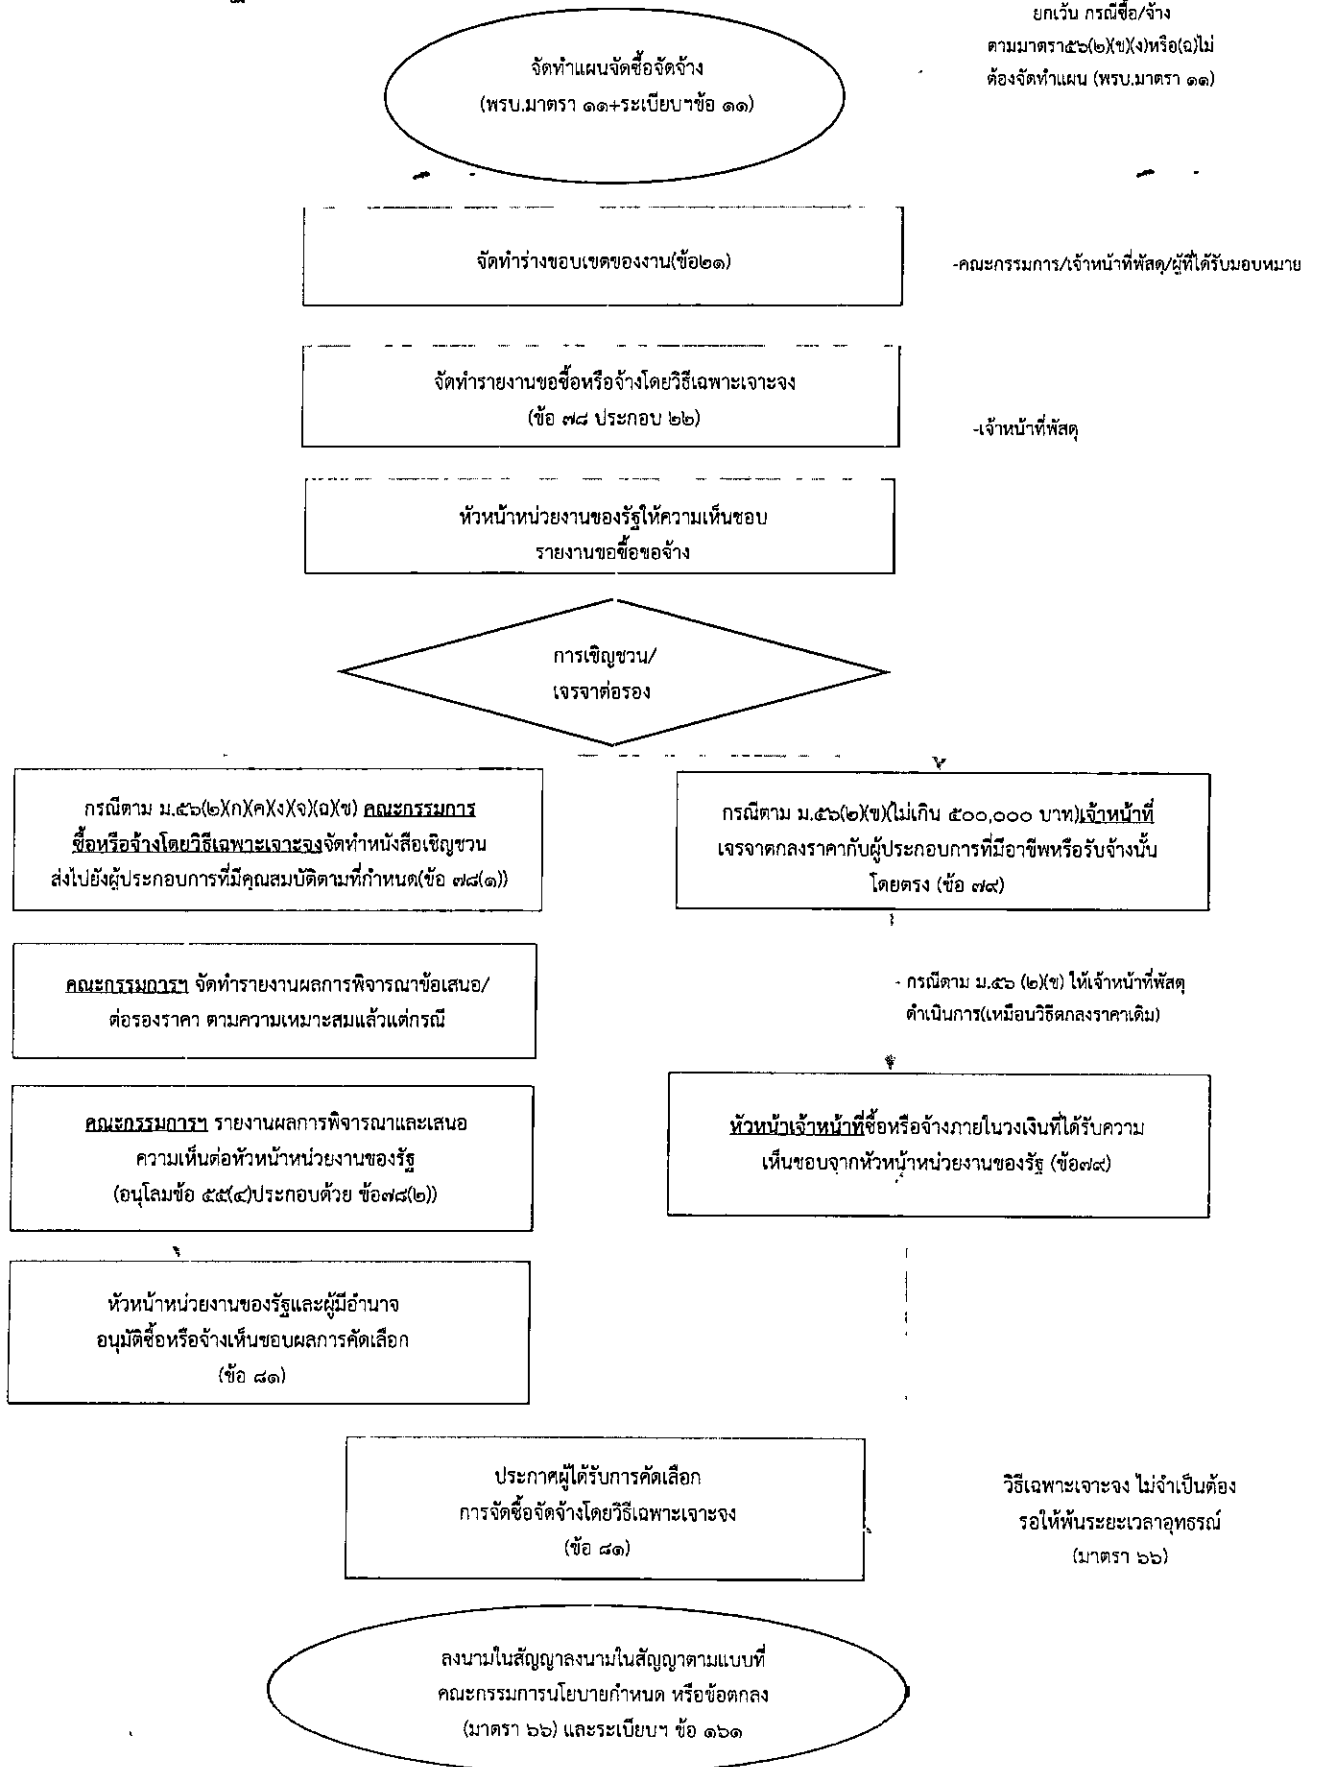 จัดทำแผนจัดซื้อจัดจ้าง
(พรบ.มาตรา ๑๑+ระเบียบฯข้อ ๑๑)
ยกเว้น กรณีซื้อ/จ้าง
ตามมาตรา๕๖(๒)(ข)(ง)หรือ(ฉ)ไม่
ต้องจัดทำแผน (พรบ.มาตรา ๑๑)
จัดทำร่างขอบเขตของงาน(ข้อ๒๑)
-คณะกรรมการ/เจ้าหน้าที่พัสดุ/ผู้ที่ได้รับมอบหมาย
จัดทำรายงานขอซื้อหรือจ้างโดยวิธีเฉพาะเจาะจง
(ข้อ ๗๘ ประกอบ ๒๒)
-เจ้าหน้าที่พัสดุ
หัวหน้าหน่วยงานของรัฐให้ความเห็นชอบ
รายงานขอซื้อขอจ้าง
การเชิญชวน/
เจรจาต่อรอง
กรณีตาม ม.๕๖(๒)(ก)(ค)(ง)(จ)(ฉ)(ช) คณะกรรมการ
ซื้อหรือจ้างโดยวิธีเฉพาะเจาะจงจัดทำหนังสือเชิญชวน
ส่งไปยังผู้ประกอบการที่มีคุณสมบัติตามที่กำหนด(ข้อ ๗๘(๑))
กรณีตาม ม.๕๖(๒)(ข)(ไม่เกิน ๕๐๐,๐๐๐ บาท)เจ้าหน้าที่
เจรจาตกลงราคากับผู้ประกอบการที่มีอาชีพหรือรับจ้างนั้น
โดยตรง (ข้อ ๗๙)
คณะกรรมการฯ จัดทำรายงานผลการพิจารณาข้อเสนอ/
ต่อรองราคา ตามความเหมาะสมแล้วแต่กรณี
- กรณีตาม ม.๕๖ (๒)(ข) ให้เจ้าหน้าที่พัสดุ
ดำเนินการ(เหมือนวิธีตกลงราคาเดิม)
คณะกรรมการฯ รายงานผลการพิจารณาและเสนอ
ความเห็นต่อหัวหน้าหน่วยงานของรัฐ
(อนุโลมข้อ ๕๕(๔)ประกอบด้วย ข้อ๗๘(๒))
หัวหน้าเจ้าหน้าที่ซื้อหรือจ้างภายในวงเงินที่ได้รับความ
เห็นชอบจากหัวหน้าหน่วยงานของรัฐ (ข้อ๗๙)
หัวหน้าหน่วยงานของรัฐและผู้มีอำนาจ
อนุมัติซื้อหรือจ้างเห็นชอบผลการคัดเลือก
(ข้อ ๘๑)
ประกาศผู้ได้รับการคัดเลือก
การจัดซื้อจัดจ้างโดยวิธีเฉพาะเจาะจง
(ข้อ ๘๑)
วิธีเฉพาะเจาะจง ไม่จำเป็นต้อง
รอให้พ้นระยะเวลาอุทธรณ์
(มาตรา ๖๖)
ลงนามในสัญญาลงนามในสัญญาตามแบบที่
คณะกรรมการนโยบายกำหนด หรือข้อตกลง
(มาตรา ๖๖) และระเบียบฯ ข้อ ๑๖๑